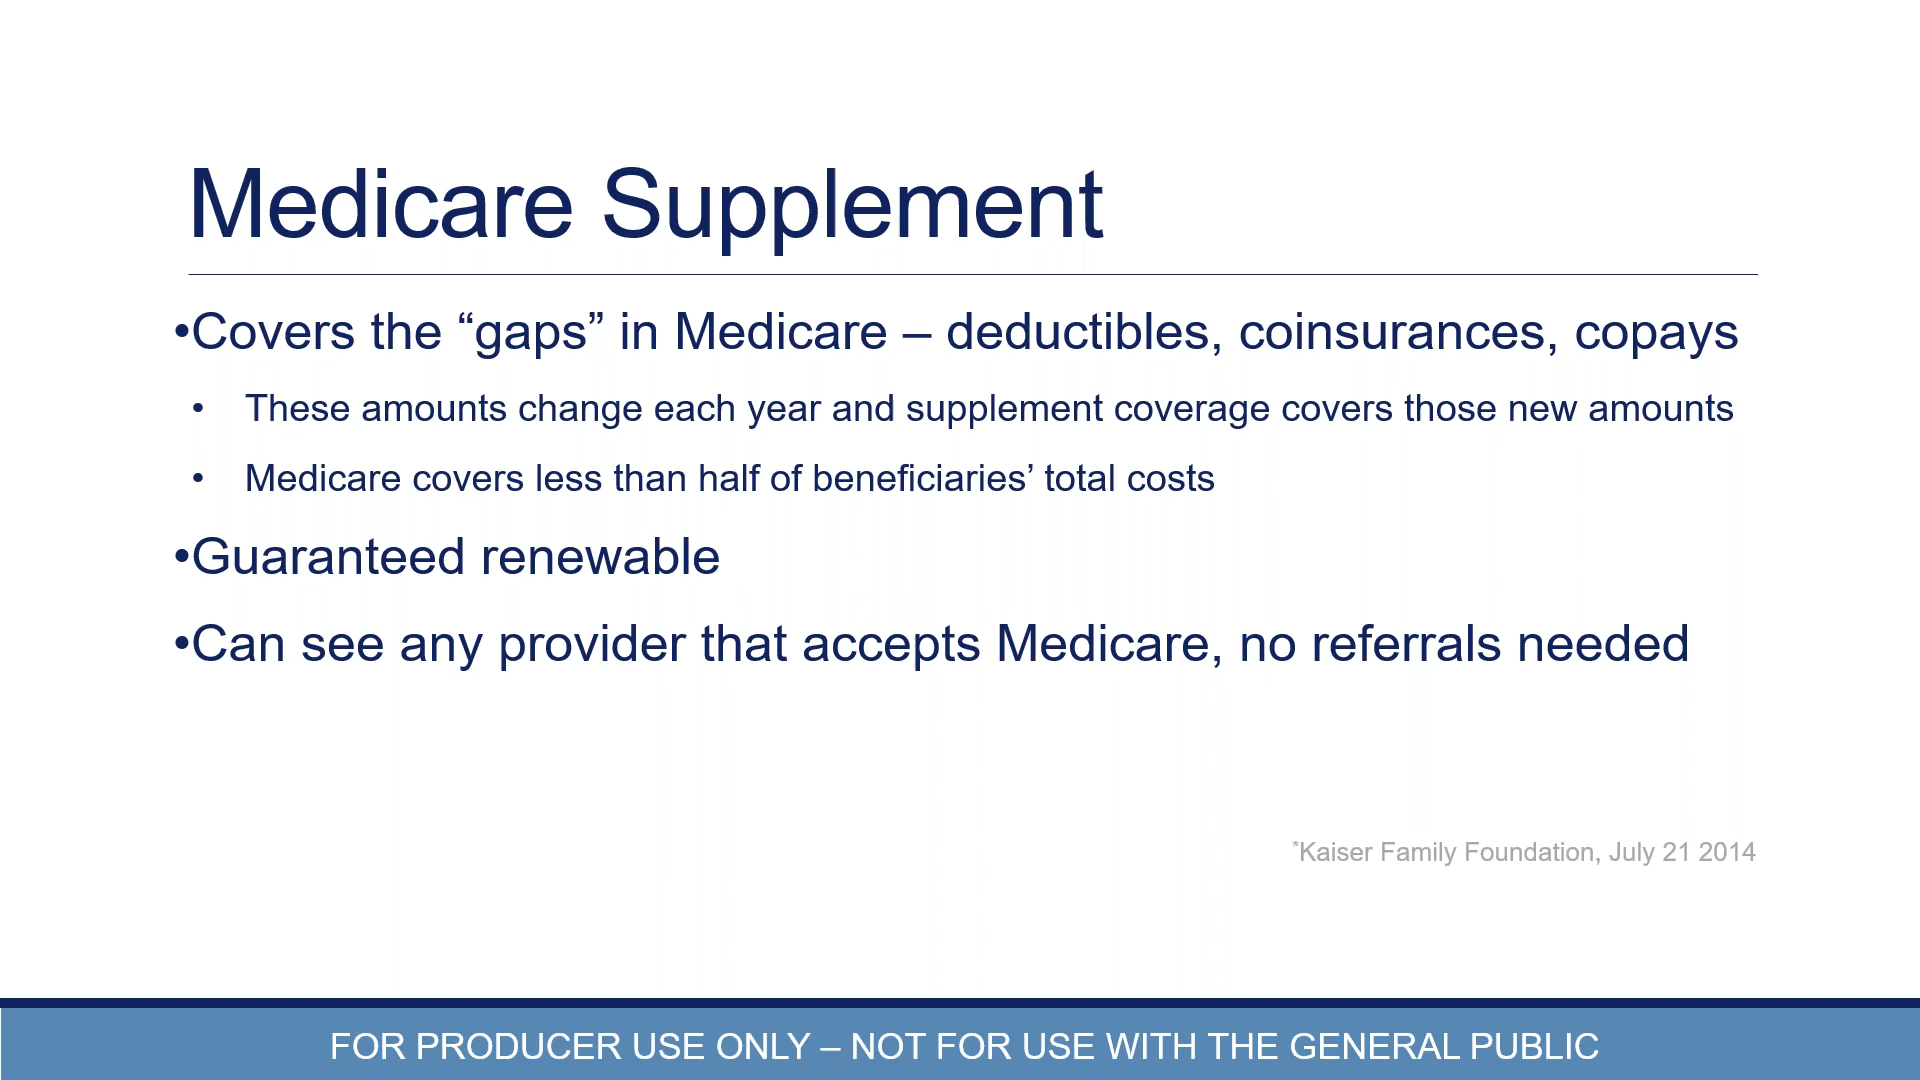 Medicare Supplement
•Covers the “gaps” in Medicare – deductibles, coinsurances, copays
• These amounts change each year and supplement coverage covers those new amounts
• Medicare covers less than half of beneficiaries’ total costs
•Guaranteed renewable
•Can see any provider that accepts Medicare, no referrals needed
*Kaiser Family Foundation, July 21 2014
FOR PRODUCER USE ONLY – NOT FOR USE WITH THE GENERAL PUBLIC